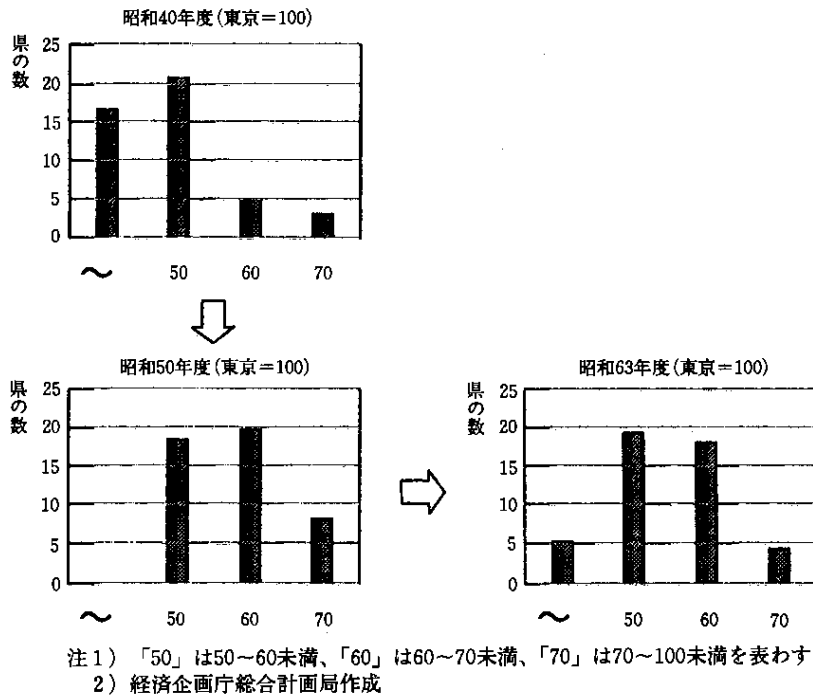 昭和40年度(東京=100)
県の数
25
20
15
10
5
0
～ 50 60 70
昭和50年度(東京=100)
県の数
25
20
15
10
5
0
～ 50 60 70
昭和63年度(東京=100)
県の数
25
20
15
10
5
0
～ 50 60 70
注1) 「50」は50～60未満、「60」は60～70未満、「70」は70～100未満を表わす
2) 経済企画庁総合計画局作成